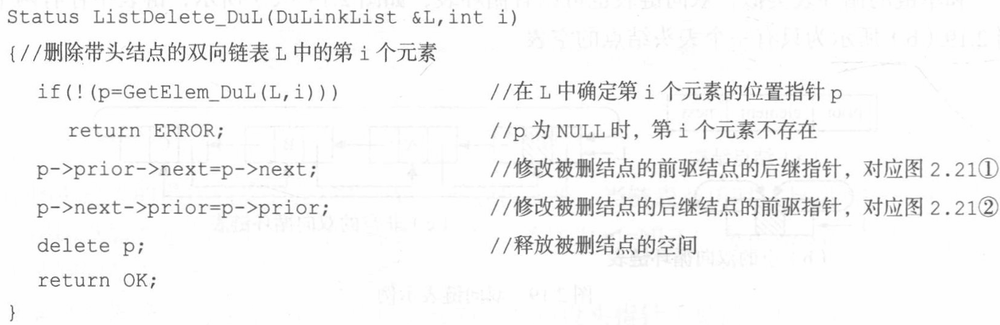 Status ListDelete_DuL(DuLinkList &L,int i)
{//删除带头结点的双向链表 L 中的第 i 个元素
if(!(p=GetElem_DuL(L,i))) //在 L 中确定第 i 个元素的位置指针 p
return ERROR; //p 为 NULL 时，第 i 个元素不存在
p->prior->next=p->next; //修改被删结点的前驱结点的后继指针，对应图 2.21①
p->next->prior=p->prior; //修改被删结点的后继结点的前驱指针，对应图 2.21②
delete p; //释放被删结点的空间
return OK;
}